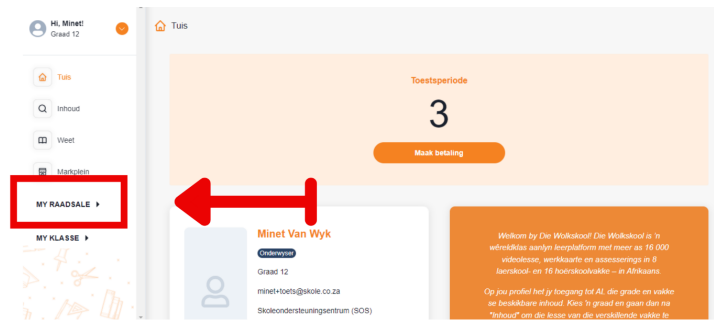 Hi, Minet!
Graad 12
Tuis
Inhoud
Weet
Markplein
MY RAADSALE
MY KLASSE
Tuis
Toestsperiode
3
Maak betaling
Minet Van Wyk
Onderwyser
Graad 12
minet+toets@skole.co.za
Skoleondersteuningsentrum (SOS)
Welkom by Die Wolkskool! Die Wolkskool is 'n
wêreldklas aanlyn leerplatform met meer as 16 000
videolesse, werkkaarte en assesserings in 8
laerskool- en 16 hoërskoolvakke – in Afrikaans.
Op jou profiel het jy toegang tot AL die grade en vakke
se beskikbare inhoud. Kies 'n graad en gaan dan na
"Inhoud" om die lesse van die verskillende vakke te